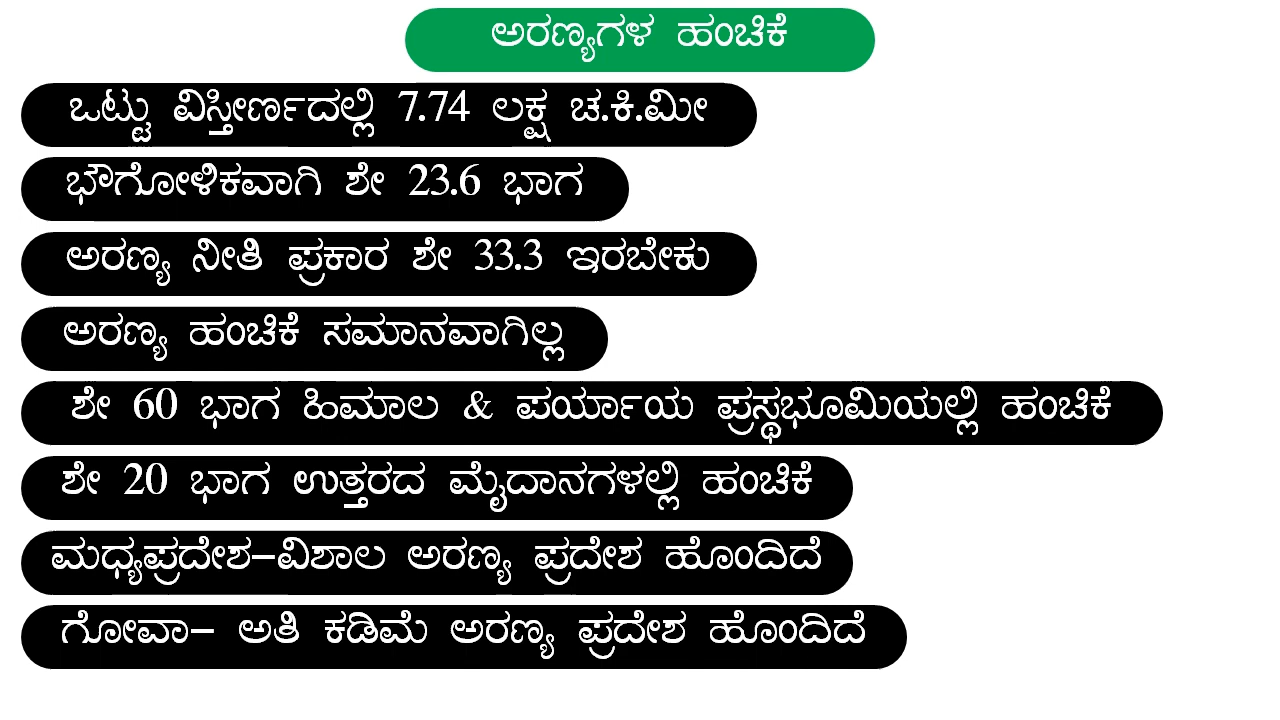 ಅರಣ್ಯಗಳ ಹಂಚಿಕೆ
ಒಟ್ಟು ವಿಸ್ತೀರ್ಣದಲ್ಲಿ 7.74 ಲಕ್ಷ ಚ.ಕಿ.ಮೀ
ಭೌಗೋಳಿಕವಾಗಿ ಶೇ 23.6 ಭಾಗ
ಅರಣ್ಯ ನೀತಿ ಪ್ರಕಾರ ಶೇ 33.3 ಇರಬೇಕು
ಅರಣ್ಯ ಹಂಚಿಕೆ ಸಮಾನವಾಗಿಲ್ಲ
ಶೇ 60 ಭಾಗ ಹಿಮಾಲ & ಪರ್ಯಾಯ ಪ್ರಸ್ಥಭೂಮಿಯಲ್ಲಿ ಹಂಚಿಕೆ
ಶೇ 20 ಭಾಗ ಉತ್ತರದ ಮೈದಾನಗಳಲ್ಲಿ ಹಂಚಿಕೆ
ಮಧ್ಯಪ್ರದೇಶ-ವಿಶಾಲ ಅರಣ್ಯ ಪ್ರದೇಶ ಹೊಂದಿದೆ
ಗೋವಾ- ಅತಿ ಕಡಿಮೆ ಅರಣ್ಯ ಪ್ರದೇಶ ಹೊಂದಿದೆ